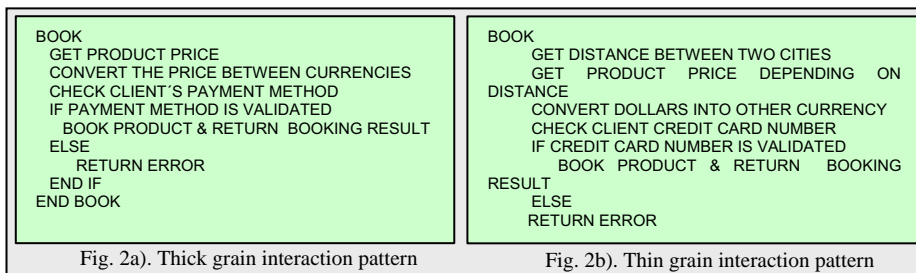 BOOK
GET PRODUCT PRICE
CONVERT THE PRICE BETWEEN CURRENCIES
CHECK CLIENT´S PAYMENT METHOD
IF PAYMENT METHOD IS VALIDATED
BOOK PRODUCT & RETURN BOOKING RESULT
ELSE
RETURN ERROR
END IF
END BOOK
Fig. 2a). Thick grain interaction pattern
BOOK
GET DISTANCE BETWEEN TWO CITIES
GET PRODUCT PRICE DEPENDING ON
DISTANCE
CONVERT DOLLARS INTO OTHER CURRENCY
CHECK CLIENT CREDIT CARD NUMBER
IF CREDIT CARD NUMBER IS VALIDATED
BOOK PRODUCT & RETURN BOOKING
RESULT
ELSE
RETURN ERROR
Fig. 2b). Thin grain interaction pattern